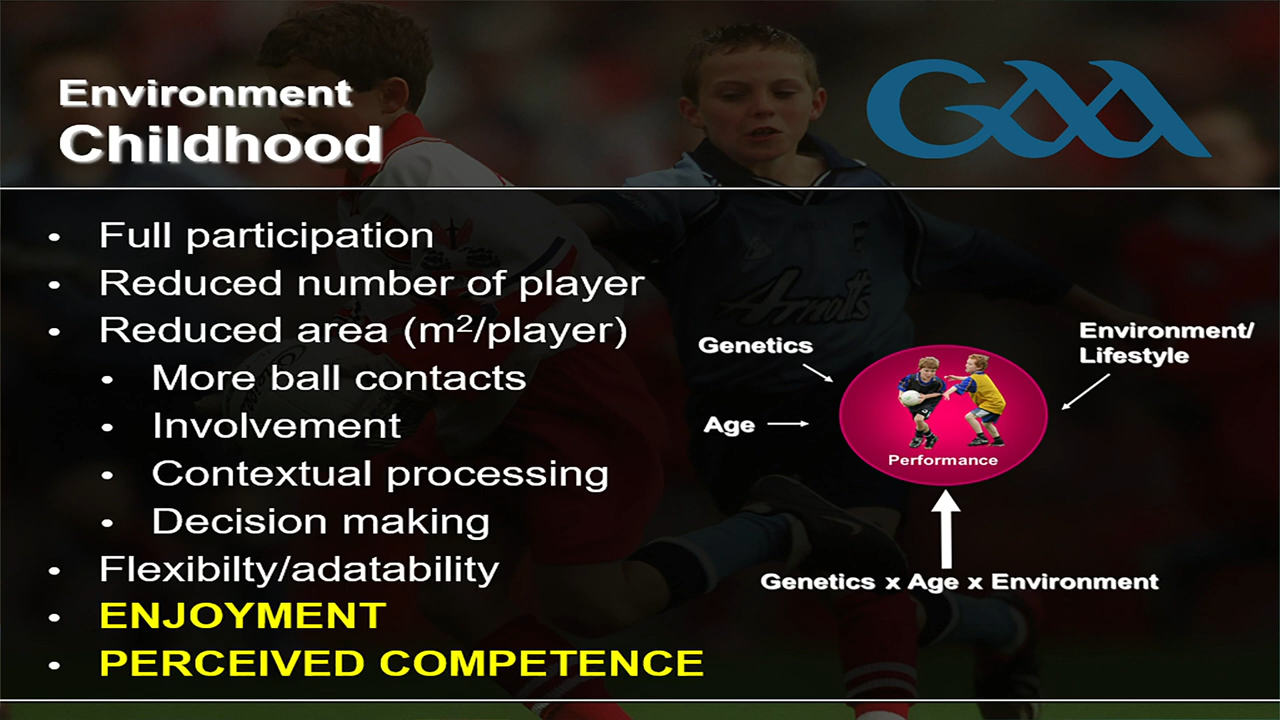 Environment
Childhood
GAA
• Full participation
• Reduced number of player
• Reduced area (m²/player)
• More ball contacts
• Involvement
• Contextual processing
• Decision making
• Flexibilty/adatability
• ENJOYMENT
• PERCEIVED COMPETENCE
Genetics
Environment/
Lifestyle
Age
Performance
Genetics x Age x Environment
Arnotts